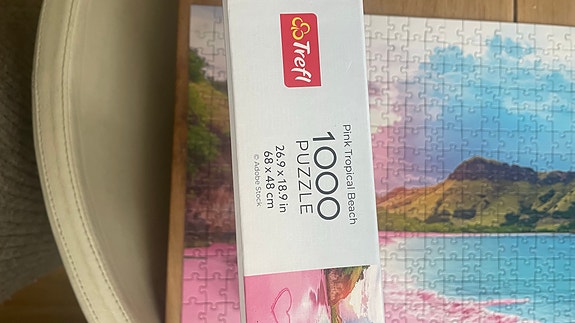 Trefl
Pink Tropical Beach
1000
PUZZLE
26.9 x 18.9 in
68 x 48 cm
© Adobe Stock